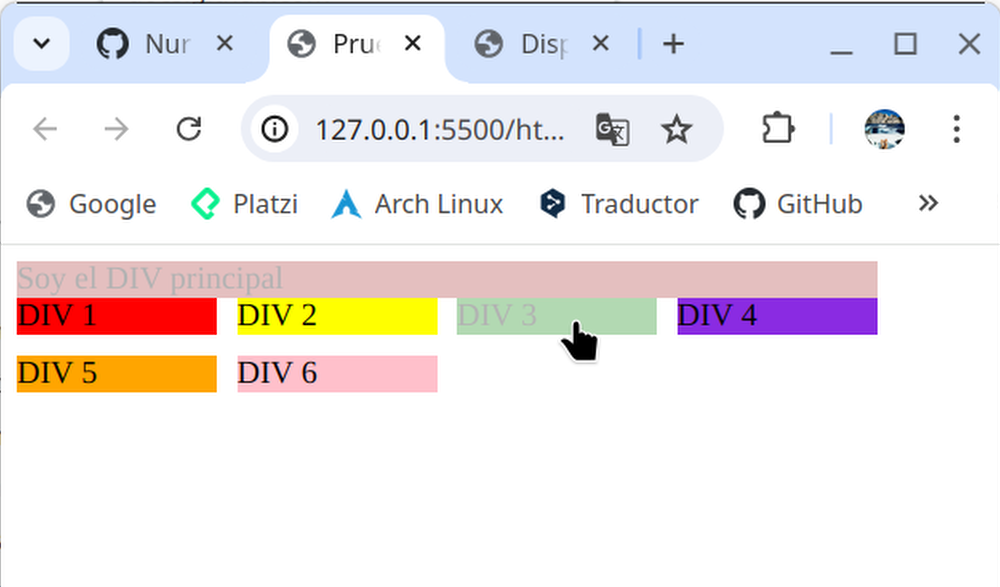 Nur
Pru
Disp
127.0.0.1:5500/ht...
Google
Platzi
Arch Linux
Traductor
GitHub
Soy el DIV principal
DIV 1
DIV 2
DIV 3
DIV 4
DIV 5
DIV 6